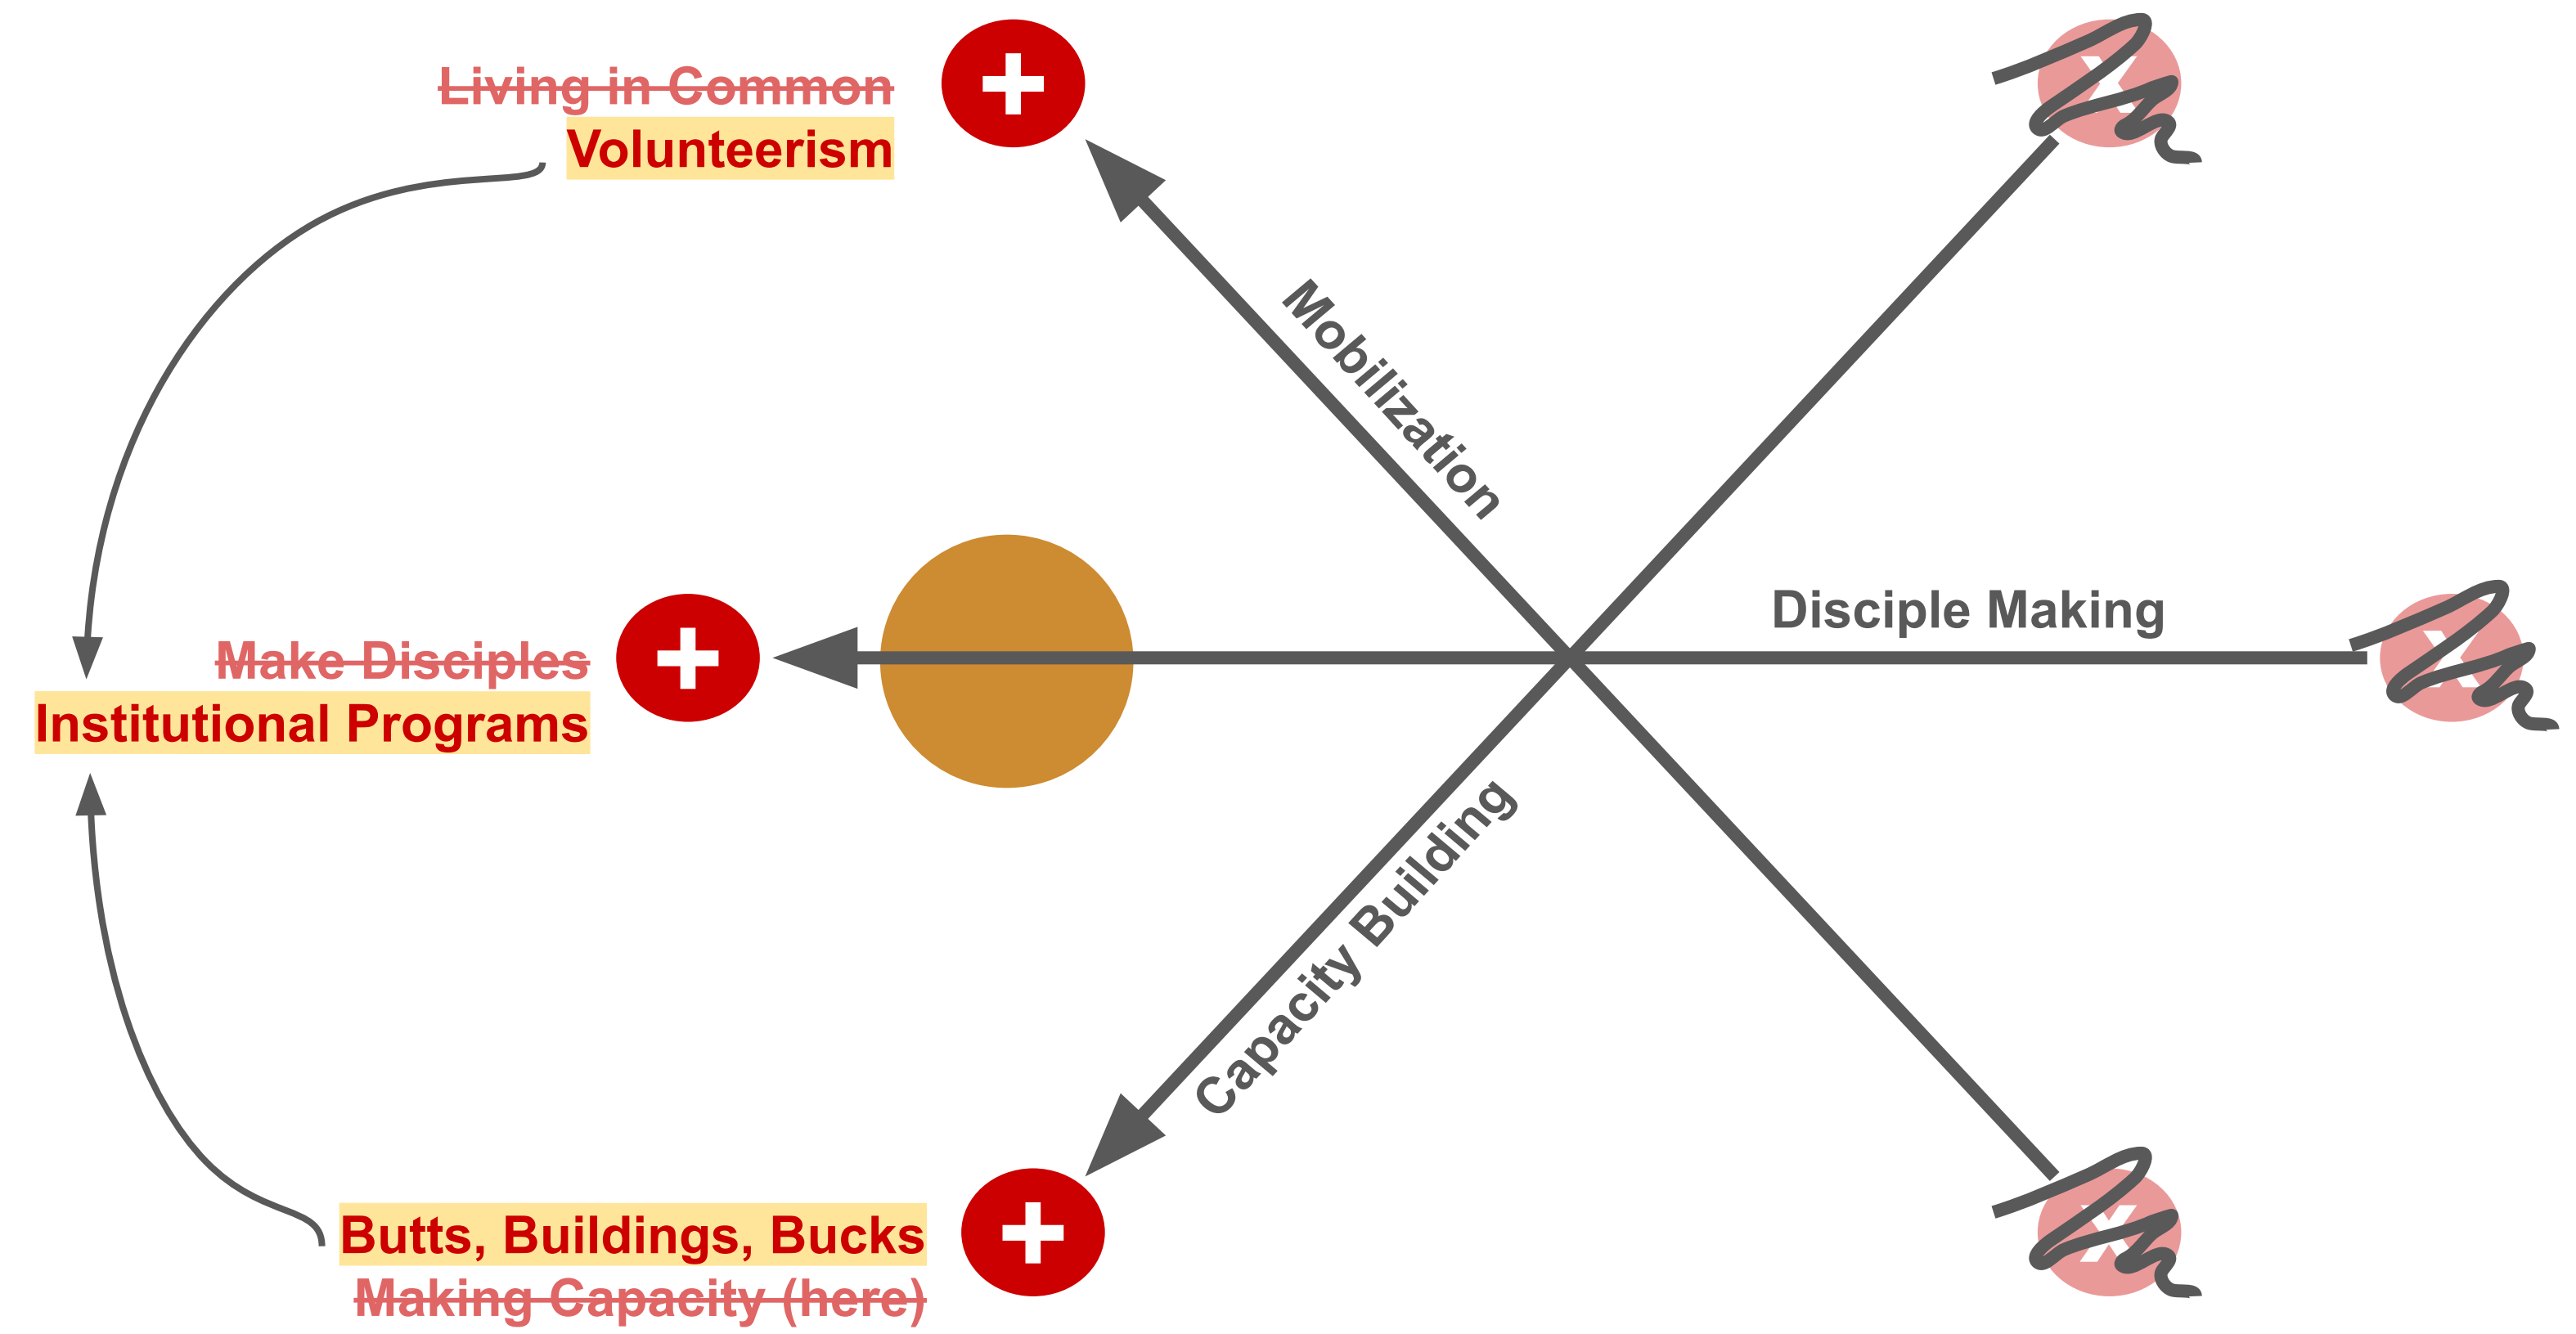 Living in Common
Volunteerism
Mobilization
Disciple Making
Make Disciples
Institutional Programs
Capacity Building
Butts, Buildings, Bucks
Making Capacity (here)
X
X
X